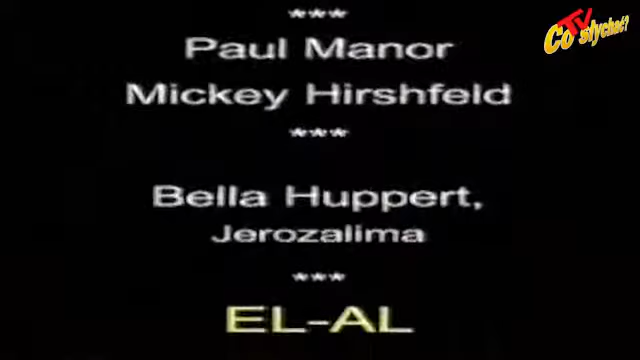 ***
Paul Manor
Mickey Hirshfeld
***
Bella Huppert,
Jerozalima
***
EL-AL
TV
Co słychać?